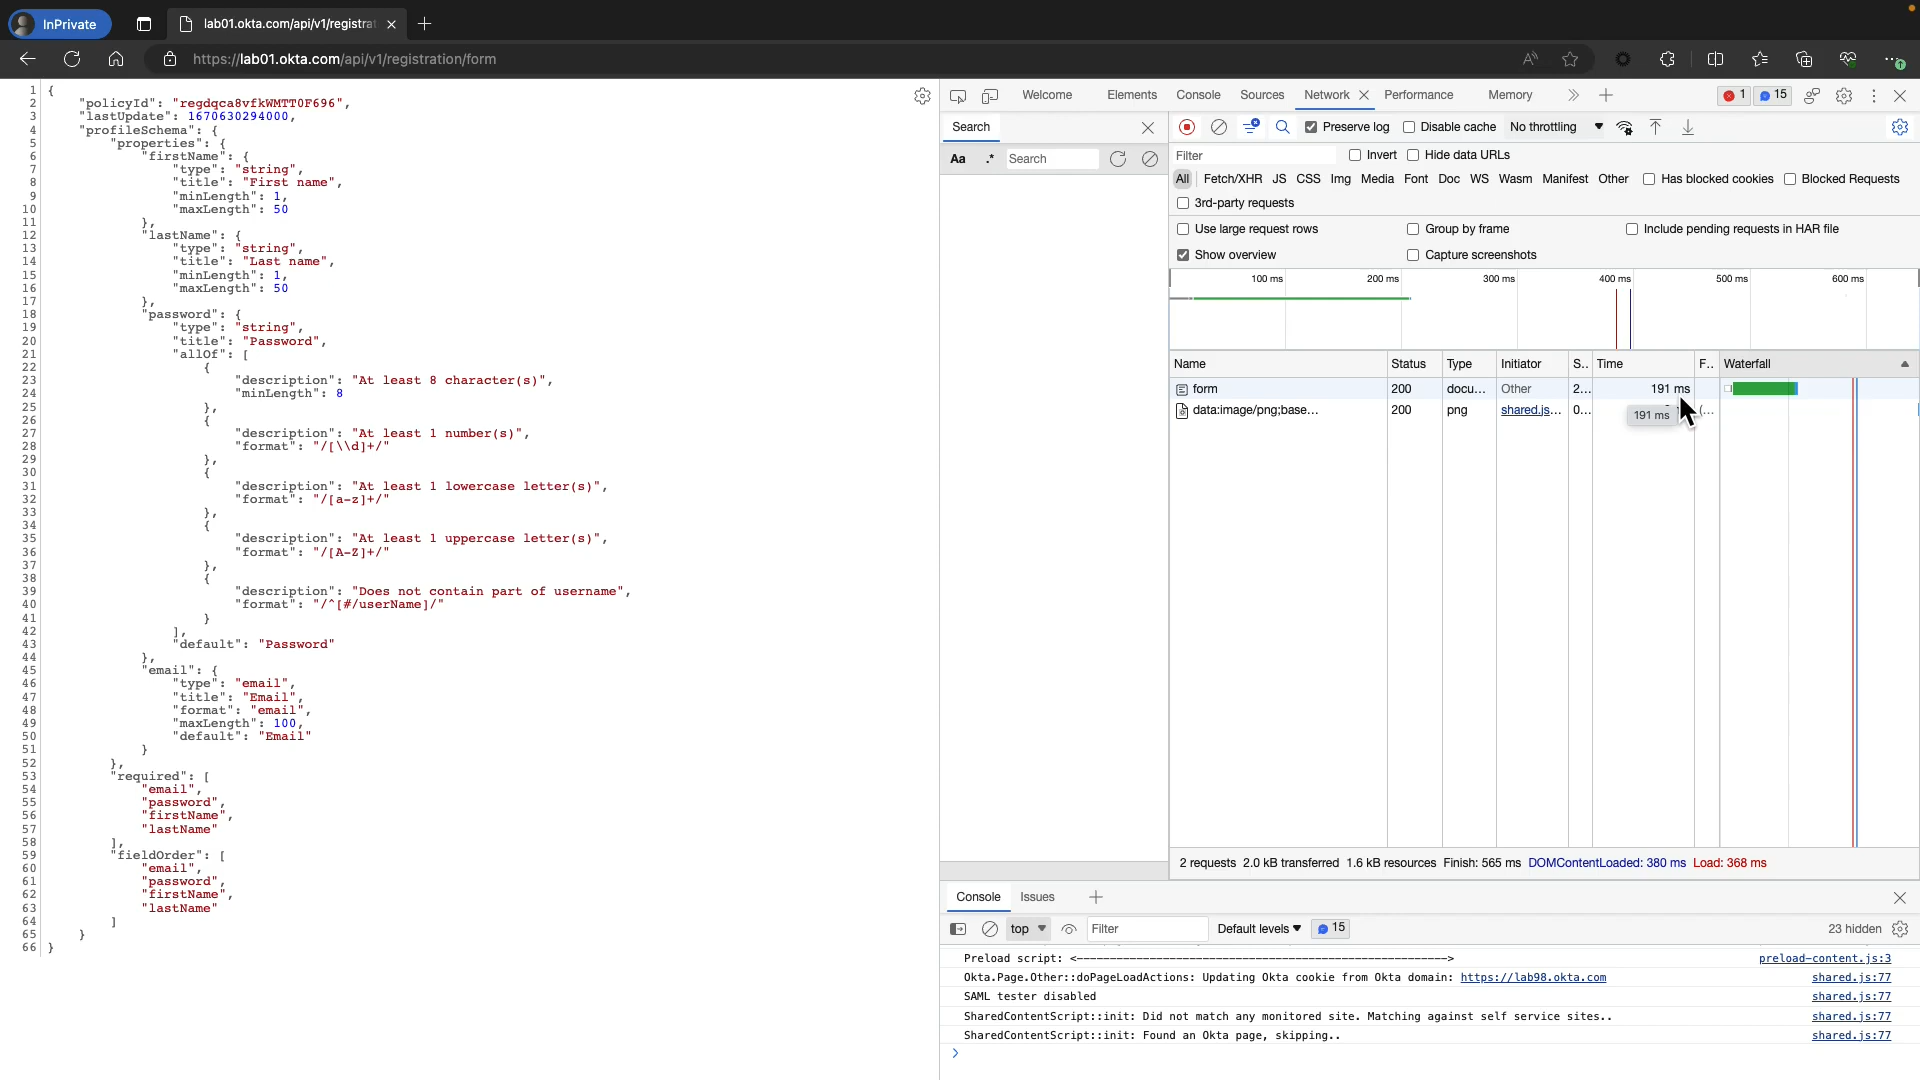 InPrivate
lab01.okta.com/api/v1/registrat
https://lab01.okta.com/api/v1/registration/form
1 {
2 "policyId": "regdqca8vfkWMTT0F696",
3 "lastUpdate": 1670630294000,
4 "profileSchema": {
5 "properties": {
6 "firstName": {
7 "type": "string",
8 "title": "First name",
9 "minLength": 1,
10 "maxLength": 50
11 },
12 "lastName": {
13 "type": "string",
14 "title": "Last name",
15 "minLength": 1,
16 "maxLength": 50
17 },
18 "password": {
19 "type": "string",
20 "title": "Password",
21 "allOf": [
22 {
23 "description": "At least 8 character(s)",
24 "minLength": 8
25 },
26 {
27 "description": "At least 1 number(s)",
28 "format": "/[\\d]+/"
29 },
30 {
31 "description": "At least 1 lowercase letter(s)",
32 "format": "/[a-z]+/"
33 },
34 {
35 "description": "At least 1 uppercase letter(s)",
36 "format": "/[A-Z]+/"
37 },
38 {
39 "description": "Does not contain part of username",
40 "format": "/^[#/userName]/"
41 }
42 ],
43 "default": "Password"
44 },
45 "email": {
46 "type": "email",
47 "title": "Email",
48 "format": "email",
49 "maxLength": 100,
50 "default": "Email"
51 }
52 },
53 "required": [
54 "email",
55 "password",
56 "firstName",
57 "lastName"
58 ],
59 "fieldOrder": [
60 "email",
61 "password",
62 "firstName",
63 "lastName"
64 ]
65 }
66 }
Welcome Elements Console Sources Network Performance Memory 1 15
Search
Aa .* Search
Preserve log Disable cache No throttling
Filter Invert Hide data URLs
All Fetch/XHR JS CSS Img Media Font Doc WS Wasm Manifest Other Has blocked cookies Blocked Requests
3rd-party requests
Use large request rows Group by frame Include pending requests in HAR file
Show overview Capture screenshots
100 ms 200 ms 300 ms 400 ms 500 ms 600 ms
Name Status Type Initiator S.. Time F.. Waterfall
form 200 docu... Other 2... 191 ms
data:image/png;base... 200 png shared.js... 0... (...
191 ms
2 requests 2.0 kB transferred 1.6 kB resources Finish: 565 ms DOMContentLoaded: 380 ms Load: 368 ms
Console Issues
top Filter Default levels 15 23 hidden
Preload script: <----------------------------------------------------------> preload-content.js:3
Okta.Page.Other::doPageLoadActions: Updating Okta cookie from Okta domain: https://lab98.okta.com shared.js:77
SAML tester disabled shared.js:77
SharedContentScript::init: Did not match any monitored site. Matching against self service sites.. shared.js:77
SharedContentScript::init: Found an Okta page, skipping.. shared.js:77